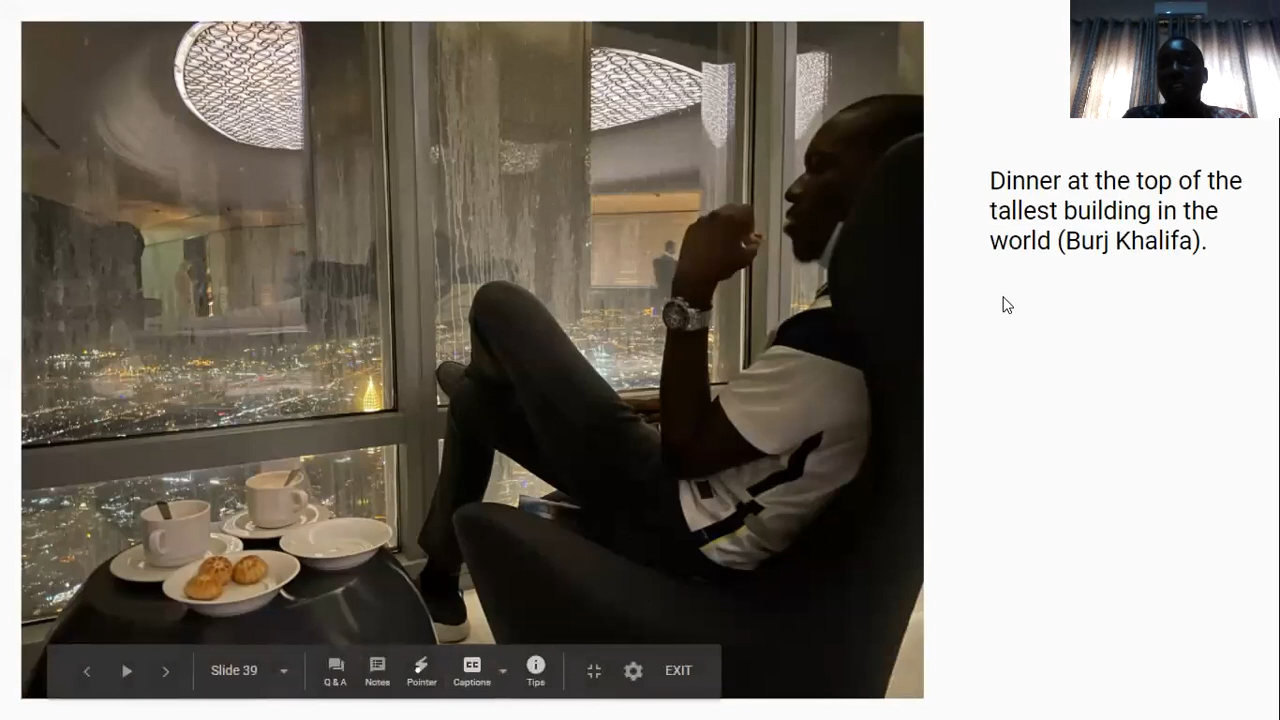 Dinner at the top of the
tallest building in the
world (Burj Khalifa).
Slide 39
Q & A
Notes
Pointer
CC
Captions
Tips
EXIT